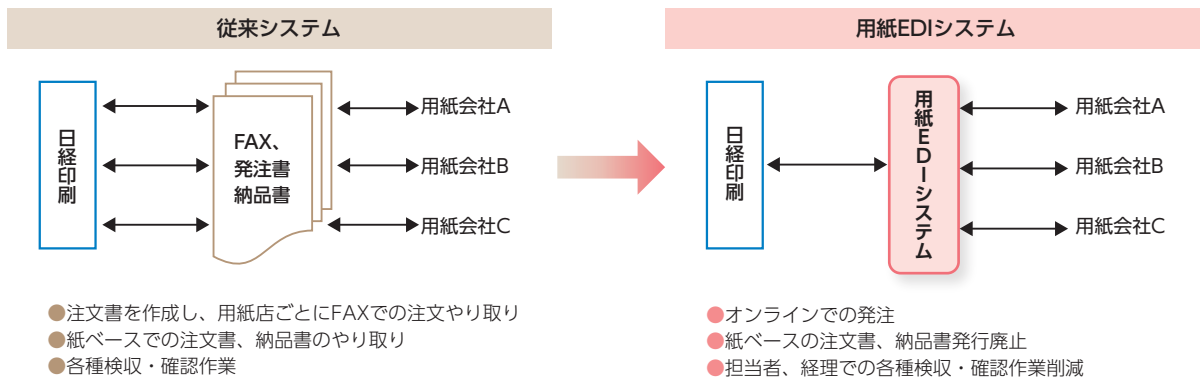 従来システム
日経印刷
FAX、
発注書
納品書
用紙会社A
用紙会社B
用紙会社C
●注文書を作成し、用紙店ごとにFAXでの注文やり取り
●紙ベースでの注文書、納品書のやり取り
●各種検収・確認作業
用紙EDIシステム
日経印刷
用紙EDIシステム
用紙会社A
用紙会社B
用紙会社C
●オンラインでの発注
●紙ベースの注文書、納品書発行廃止
●担当者、経理での各種検収・確認作業削減